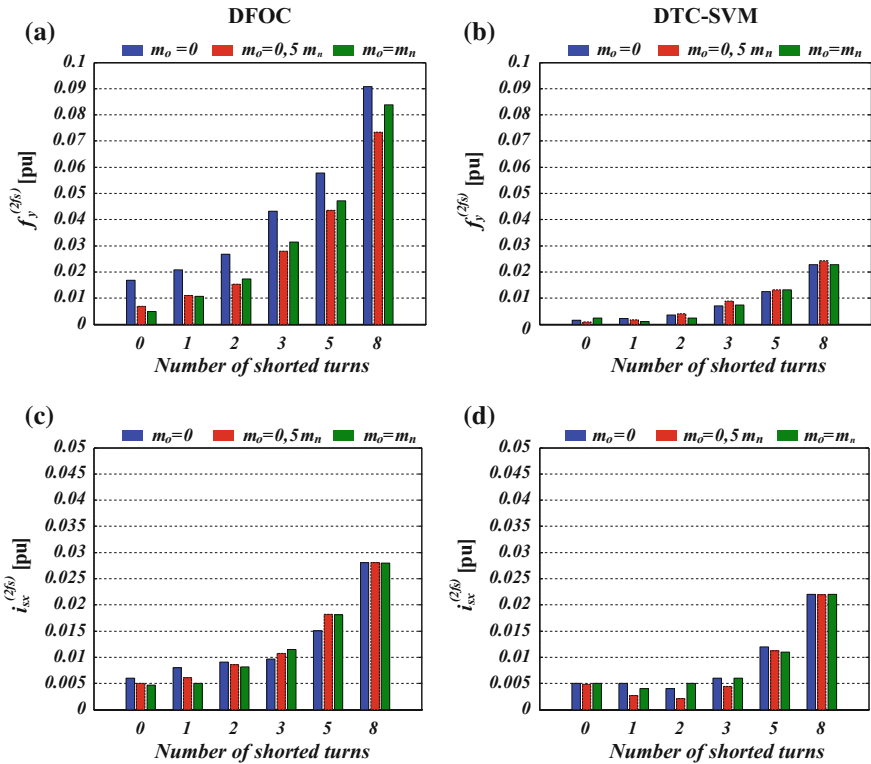 DFOC
DTC-SVM
(a)
m_o=0 m_o=0,5 m_n m_o=m_n
0.1
0.09
0.08
0.07
0.06
0.05
0.04
0.03
0.02
0.01
0
f_y^(2fs) [pu]
0 1 2 3 5 8
Number of shorted turns
(b)
m_o=0 m_o=0,5 m_n m_o=m_n
0.1
0.09
0.08
0.07
0.06
0.05
0.04
0.03
0.02
0.01
0
f_y^(2fs) [pu]
0 1 2 3 5 8
Number of shorted turns
(c)
m_o=0 m_o=0,5 m_n m_o=m_n
0.05
0.045
0.04
0.035
0.03
0.025
0.02
0.015
0.01
0.005
0
i_sx^(2fs) [pu]
0 1 2 3 5 8
Number of shorted turns
(d)
m_o=0 m_o=0,5 m_n m_o=m_n
0.05
0.045
0.04
0.035
0.03
0.025
0.02
0.015
0.01
0.005
0
i_sx^(2fs) [pu]
0 1 2 3 5 8
Number of shorted turns